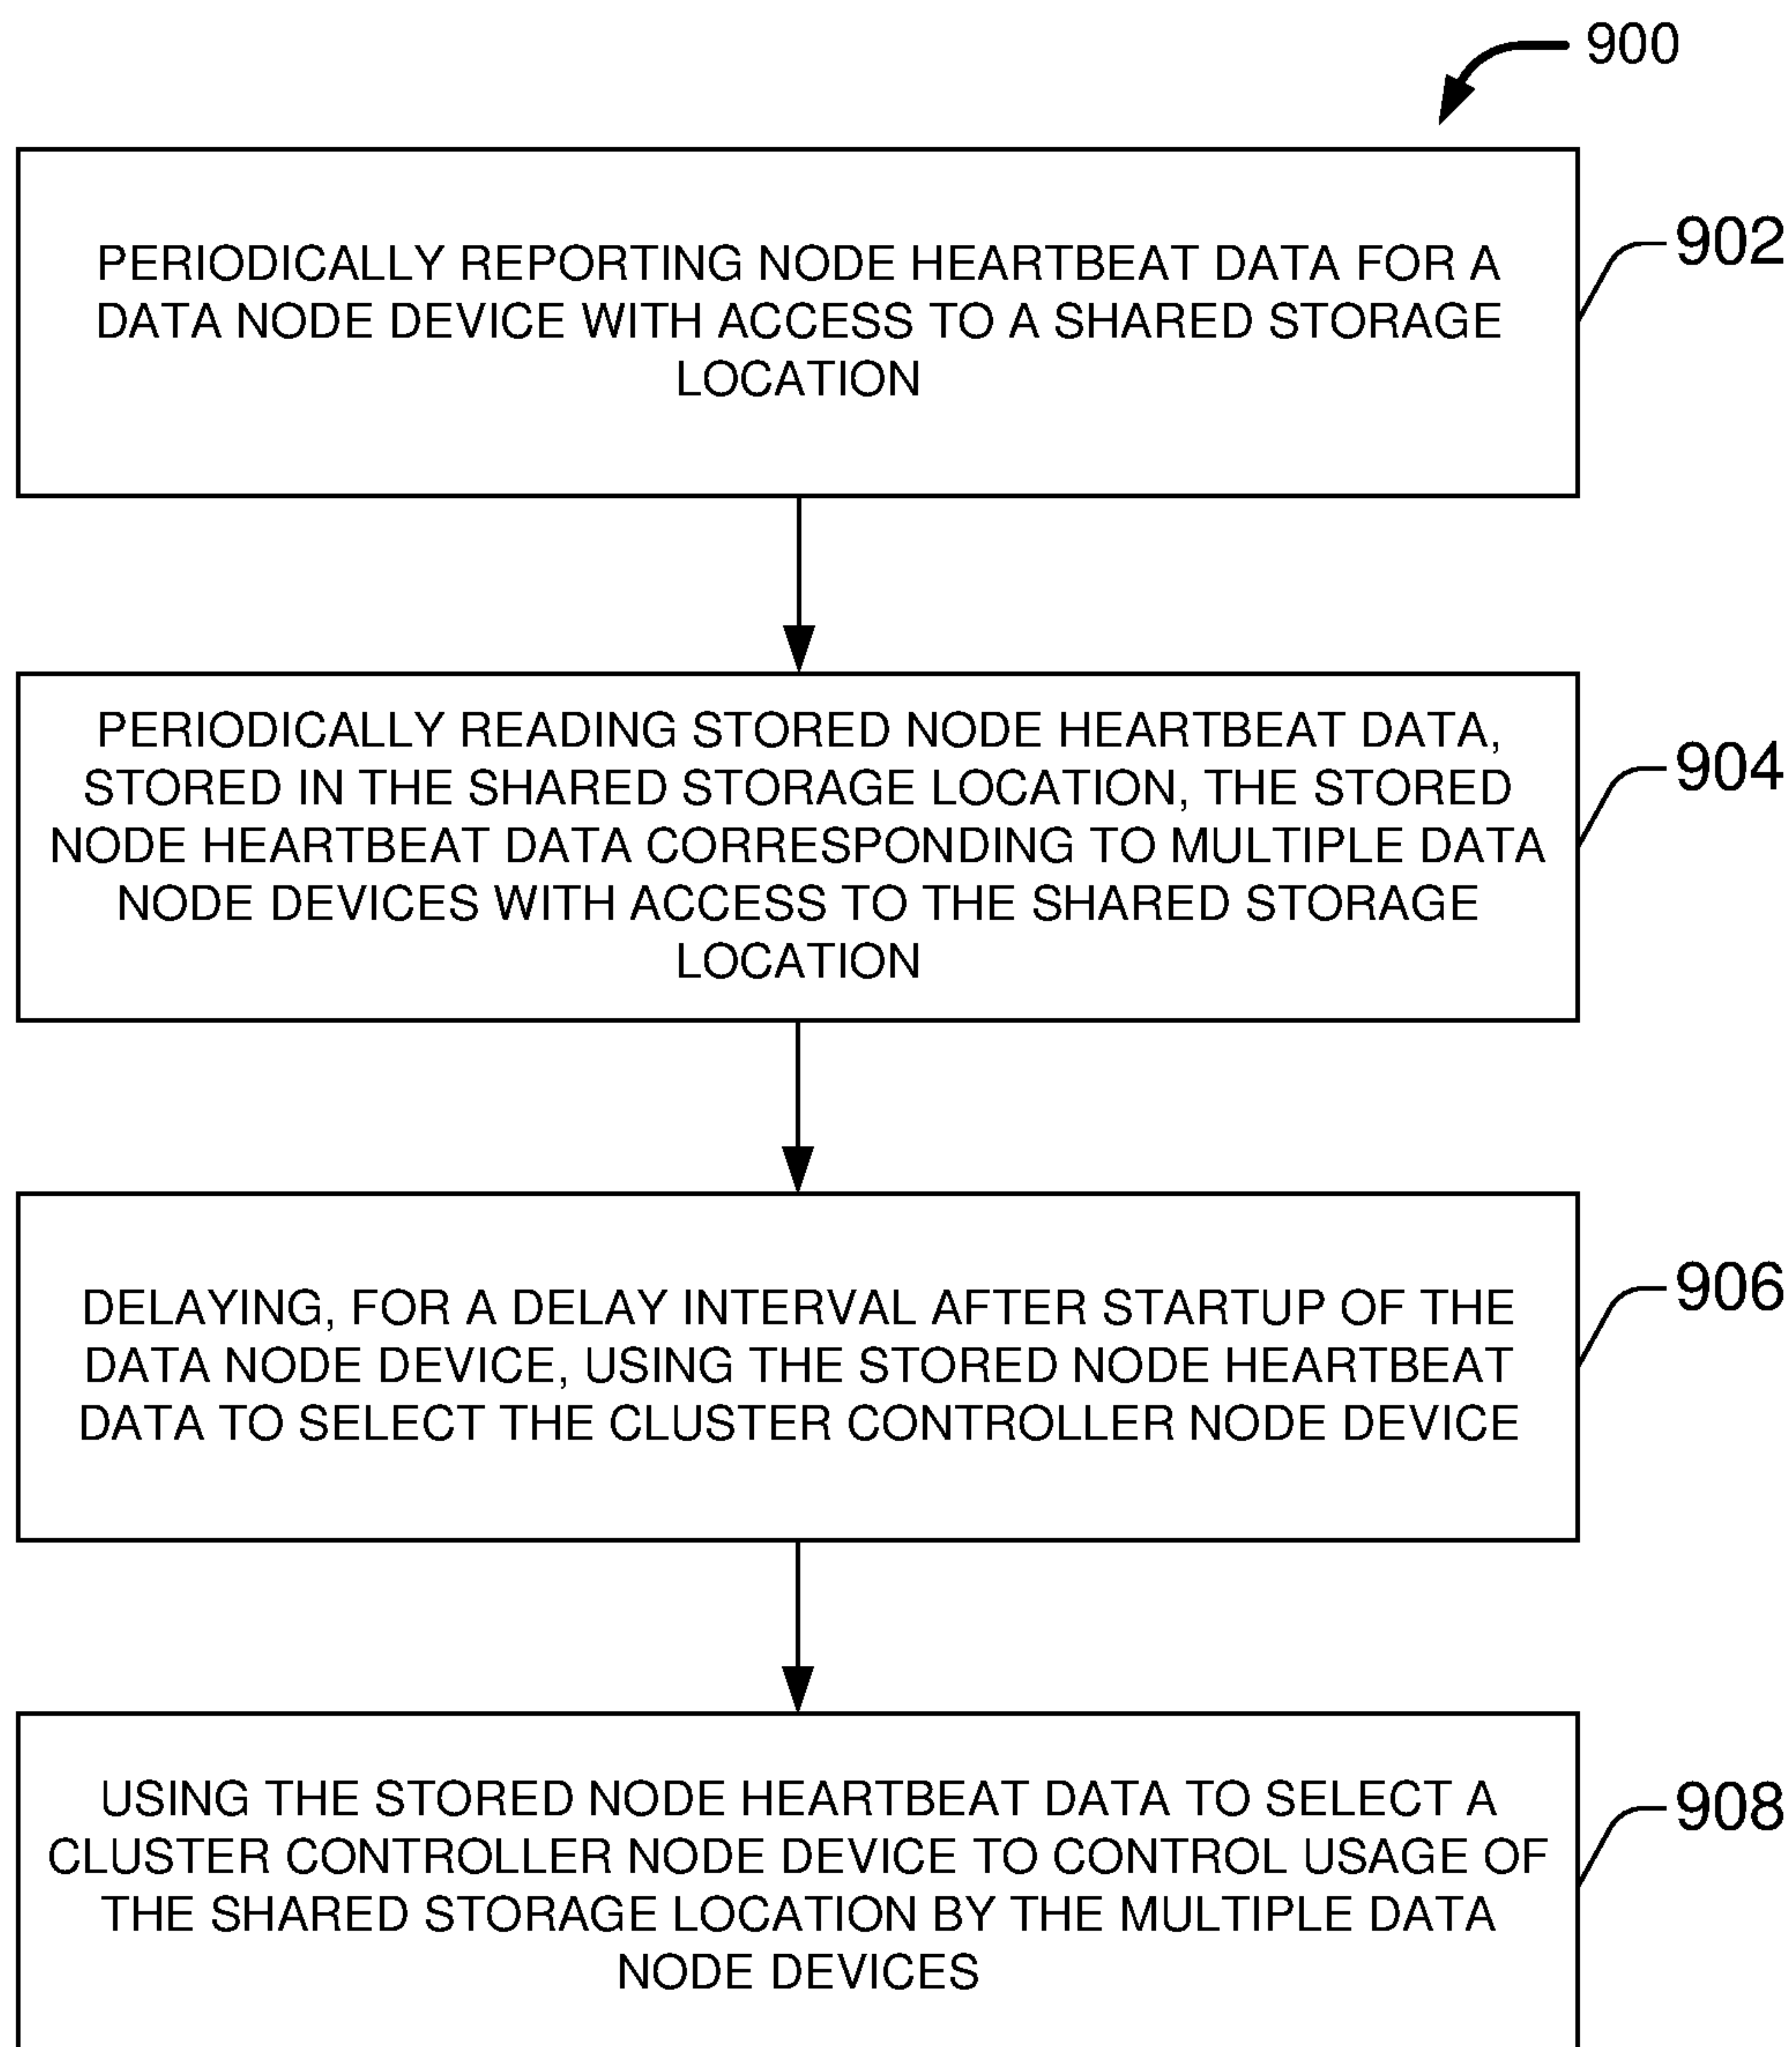 900
PERIODICALLY REPORTING NODE HEARTBEAT DATA FOR A
DATA NODE DEVICE WITH ACCESS TO A SHARED STORAGE
LOCATION
902
PERIODICALLY READING STORED NODE HEARTBEAT DATA,
STORED IN THE SHARED STORAGE LOCATION, THE STORED
NODE HEARTBEAT DATA CORRESPONDING TO MULTIPLE DATA
NODE DEVICES WITH ACCESS TO THE SHARED STORAGE
LOCATION
904
DELAYING, FOR A DELAY INTERVAL AFTER STARTUP OF THE
DATA NODE DEVICE, USING THE STORED NODE HEARTBEAT
DATA TO SELECT THE CLUSTER CONTROLLER NODE DEVICE
906
USING THE STORED NODE HEARTBEAT DATA TO SELECT A
CLUSTER CONTROLLER NODE DEVICE TO CONTROL USAGE OF
THE SHARED STORAGE LOCATION BY THE MULTIPLE DATA
NODE DEVICES
908